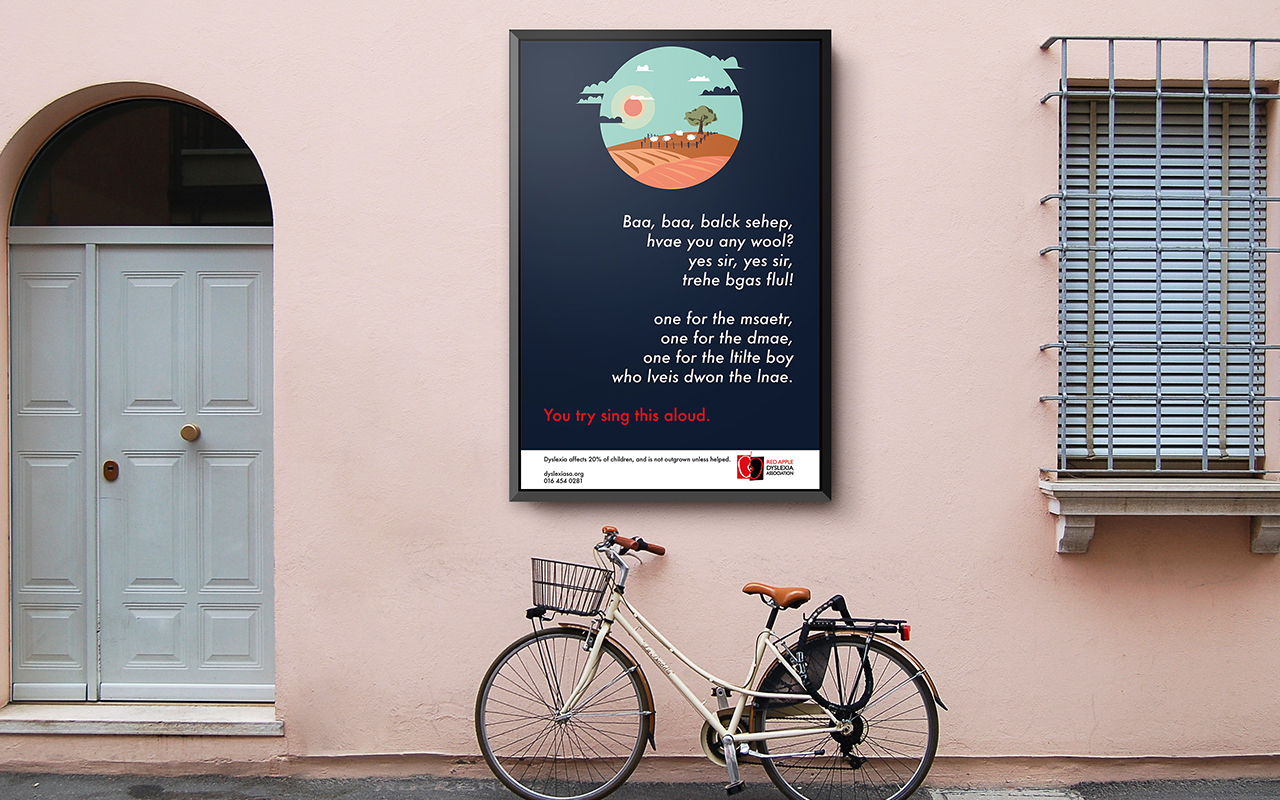 Baa, baa, balck sehep,
hvae you any wool?
yes sir, yes sir,
trehe bgas flul!
one for the msaetr,
one for the dmae,
one for the ltilte boy
who lveis dwon the lnae.
You try sing this aloud.
Dyslexia affects 20% of children, and is not outgrown unless helped.
dyslexiasa.org
016 454 0281
RED APPLE
DYSLEXIA
ASSOCIATION